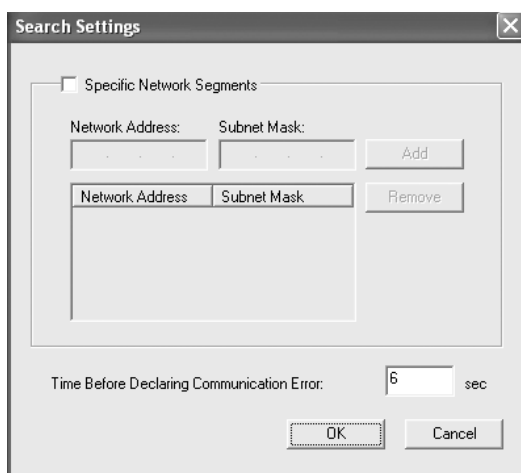 Search Settings
Specific Network Segments
Network Address: Subnet Mask:
. . . . . . Add
Network Address Subnet Mask Remove
Time Before Declaring Communication Error: 6 sec
OK Cancel